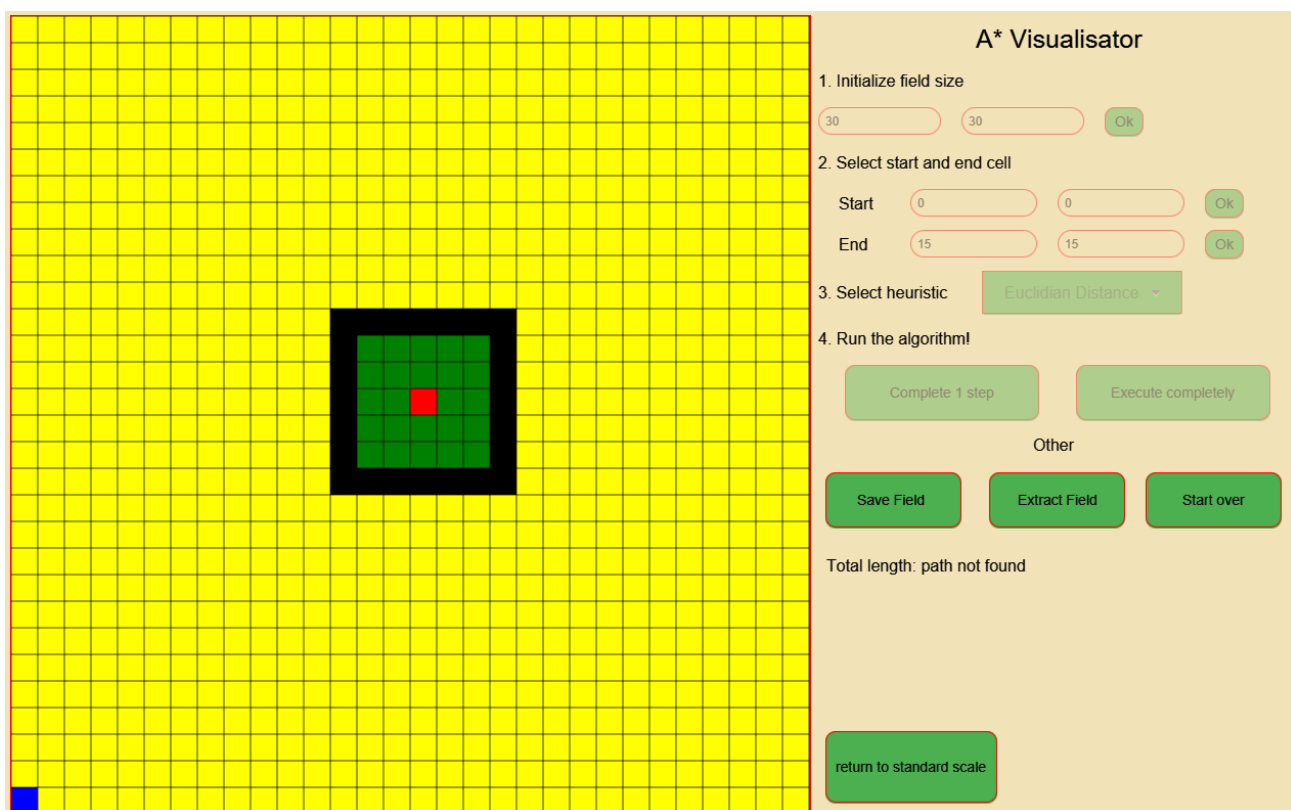 A* Visualisator
1. Initialize field size
30 30 Ok
2. Select start and end cell
Start 0 0 Ok
End 15 15 Ok
3. Select heuristic Euclidian Distance
4. Run the algorithm!
Complete 1 step Execute completely
Other
Save Field Extract Field Start over
Total length: path not found
return to standard scale